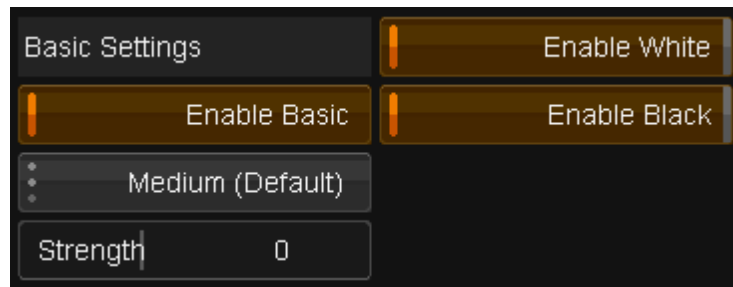 Basic Settings
Enable White
Enable Basic
Enable Black
Medium (Default)
Strength 0